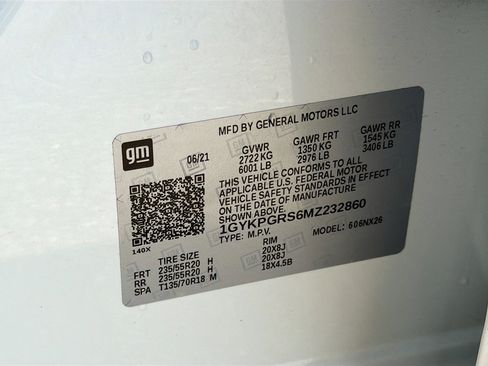 gm
MFD BY GENERAL MOTORS LLC
06/21 GVWR GAWR FRT GAWR RR
2722 KG 1350 KG 1545 KG
6001 LB 2976 LB 3406 LB
THIS VEHICLE CONFORMS TO ALL
APPLICABLE U.S. FEDERAL MOTOR
VEHICLE SAFETY STANDARDS IN EFFECT
ON THE DATE OF MANUFACTURE
SHOWN ABOVE.
1GYKPGRS6MZ232860
TYPE: M.P.V. 606NX26
140X
TIRE SIZE RIM
FRT 235/55R20 H 20X8J
RR 235/55R20 H 20X8J
SPA T135/70R18 M 18X4.5B